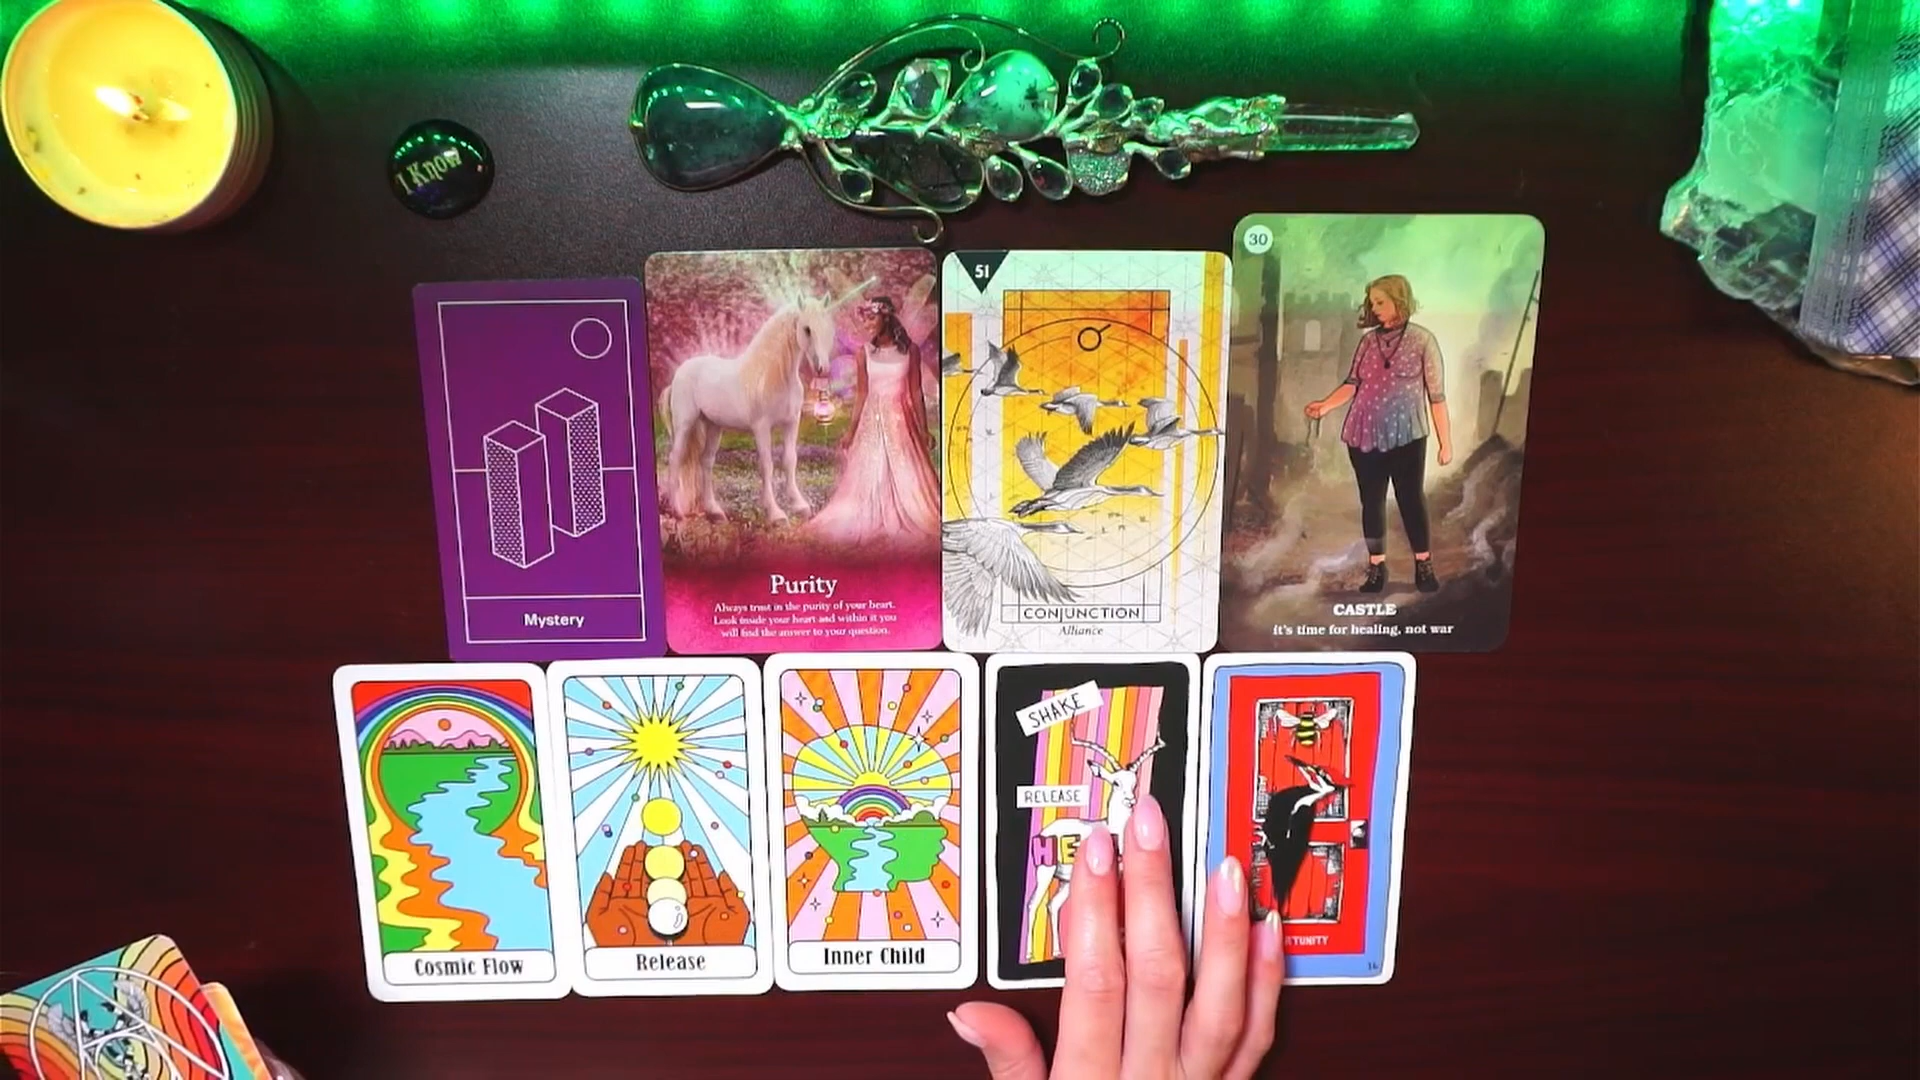 I Know
Mystery
Purity
Always trust in the purity of your heart.
Look inside your heart and within it you
will find the answer to your question.
51
CONJUNCTION
Alliance
30
CASTLE
it's time for healing, not war
Cosmic Flow
Release
Inner Child
SHAKE
RELEASE
HE
RTUNITY